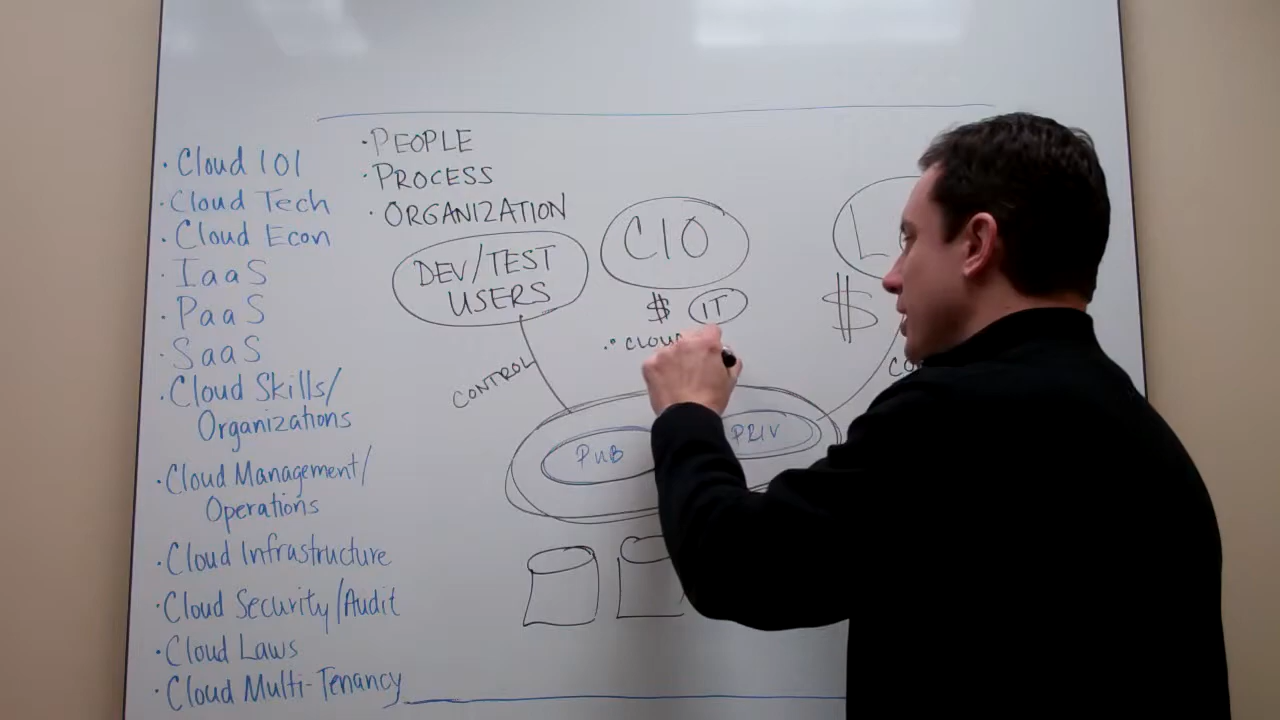 · Cloud 101
· Cloud Tech
· Cloud Econ
· IaaS
· PaaS
· SaaS
· Cloud Skills/
Organizations
· Cloud Management/
Operations
· Cloud Infrastructure
· Cloud Security/Audit
· Cloud Laws
· Cloud Multi-Tenancy
· PEOPLE
· PROCESS
· ORGANIZATION
DEV/TEST
USERS
CONTROL
CIO
$ IT
L
$
PUB
PRIV